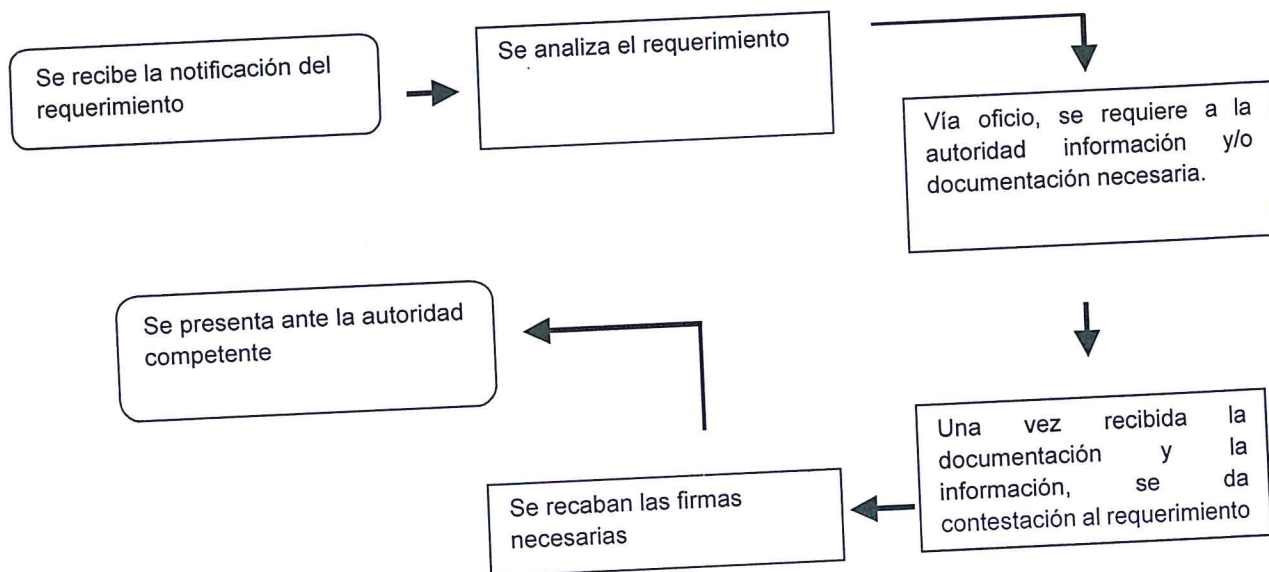 Se recibe la notificación del
requerimiento
Se analiza el requerimiento
Vía oficio, se requiere a la
autoridad información y/o
documentación necesaria.
Una vez recibida la
documentación y la
información, se da
contestación al requerimiento
Se recaban las firmas
necesarias
Se presenta ante la autoridad
competente